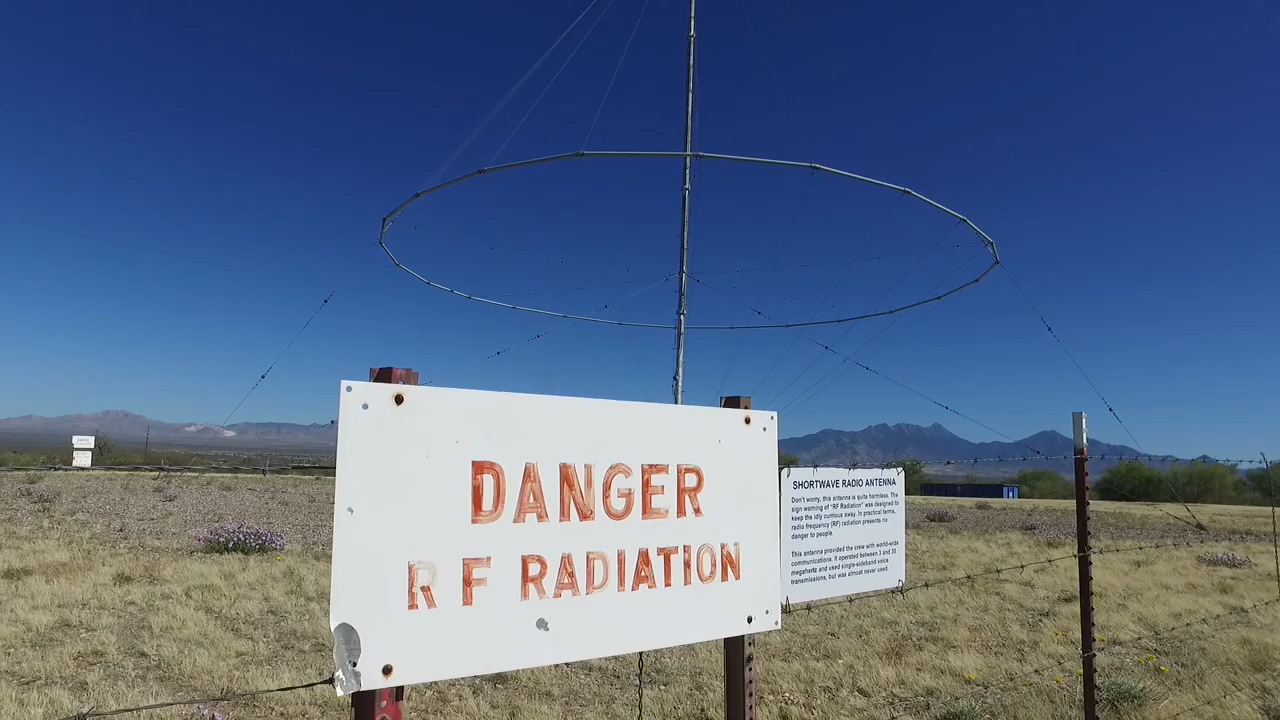 DANGER
RF RADIATION
SHORTWAVE RADIO ANTENNA
Don't worry, this antenna is quite harmless. The
sign warning of "RF Radiation" was designed to
keep the idly currious away. In practical terms,
radio frequency (RF) radiation presents no
danger to people.
This antenna provided the crew with world-wide
communications. It operated between 3 and 30
megahertz and used single-sideband voice
transmissions, but was almost never used.